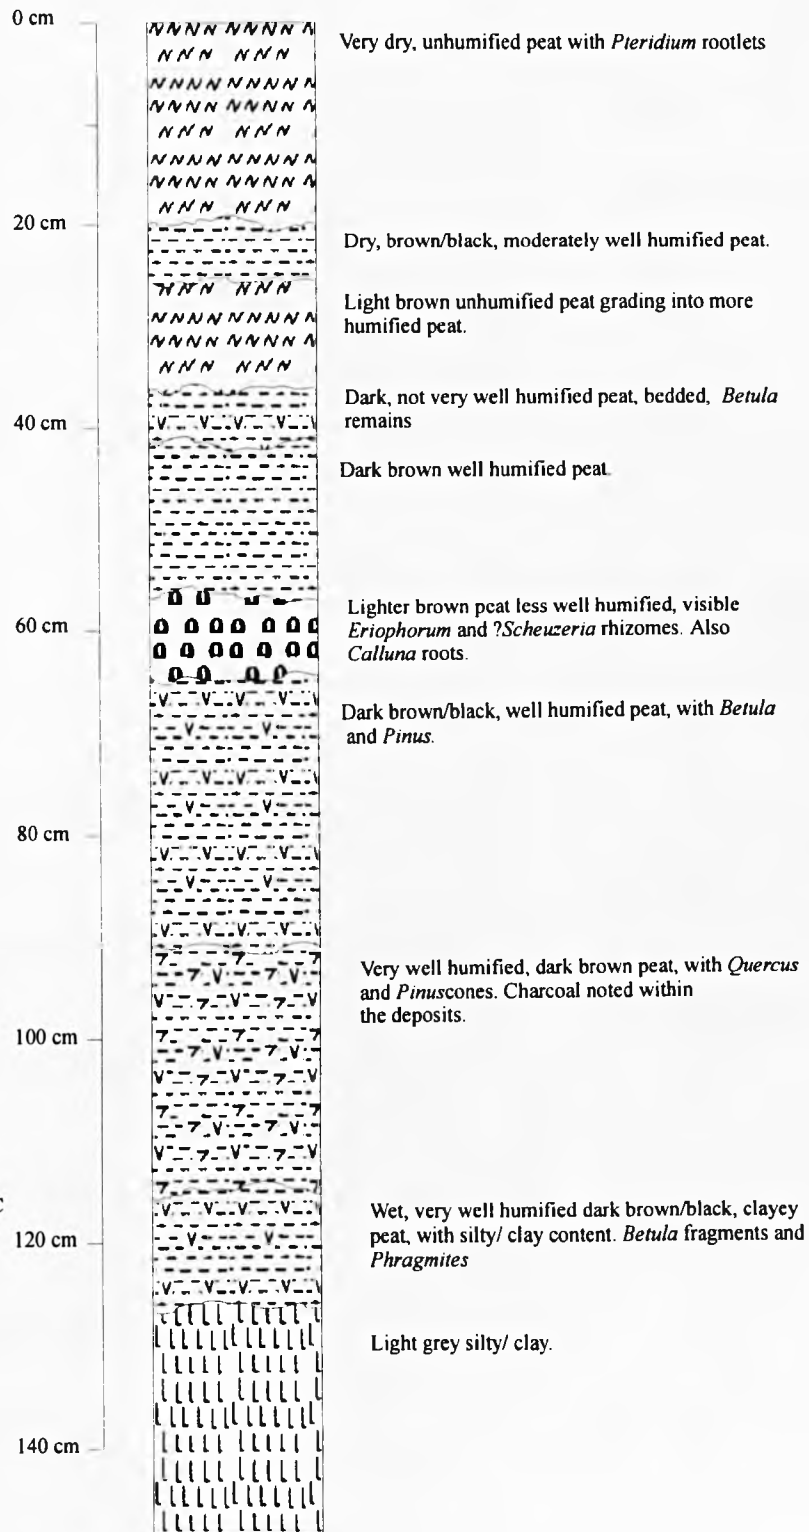 0 cm
Very dry, unhumified peat with Pteridium rootlets
20 cm
Dry, brown/black, moderately well humified peat.
Light brown unhumified peat grading into more
humified peat.
Dark, not very well humified peat, bedded, Betula
remains
40 cm
Dark brown well humified peat
Lighter brown peat less well humified, visible
Eriophorum and ?Scheuzeria rhizomes. Also
Calluna roots.
60 cm
Dark brown/black, well humified peat, with Betula
and Pinus.
80 cm
Very well humified, dark brown peat, with Quercus
and Pinuscones. Charcoal noted within
the deposits.
100 cm
Wet, very well humified dark brown/black, clayey
peat, with silty/ clay content. Betula fragments and
Phragmites
120 cm
Light grey silty/ clay.
140 cm